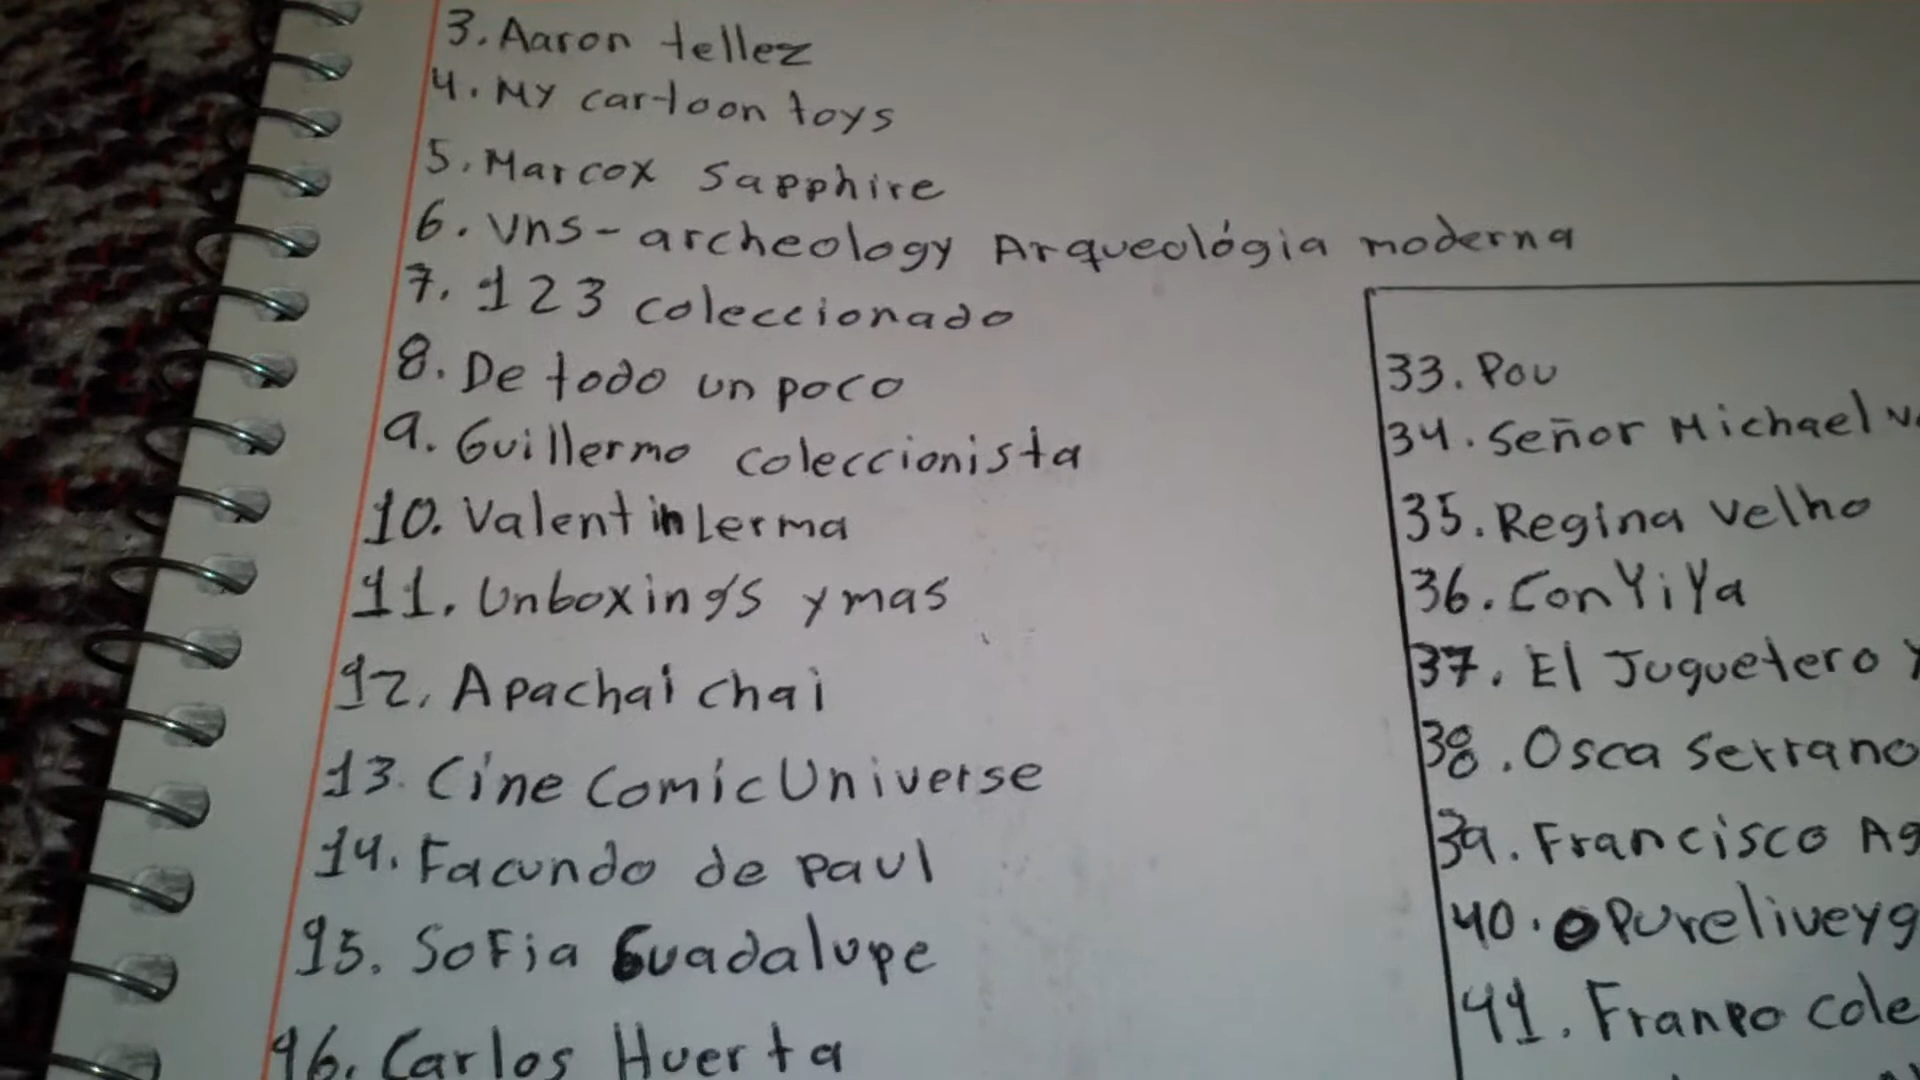 3. Aaron tellez
4. MY cartoon toys
5. Marcox Sapphire
6. Vns-archeology Arqueológia moderna
7. 123 coleccionado
8. De todo un poco
9. Guillermo coleccionista
10. Valentin Lerma
11. Unboxings y mas
12. Apachai chai
13. Cine Comic Universe
14. Facundo de paul
15. Sofia Guadalupe
16. Carlos Huerta
33. Pou
34. Señor Michael
35. Regina velho
36. Con Yi Ya
37. El Juguetero Y
38. Osca Serrano
39. Francisco Ag
40. Pureliveyg
41. Franpo cole